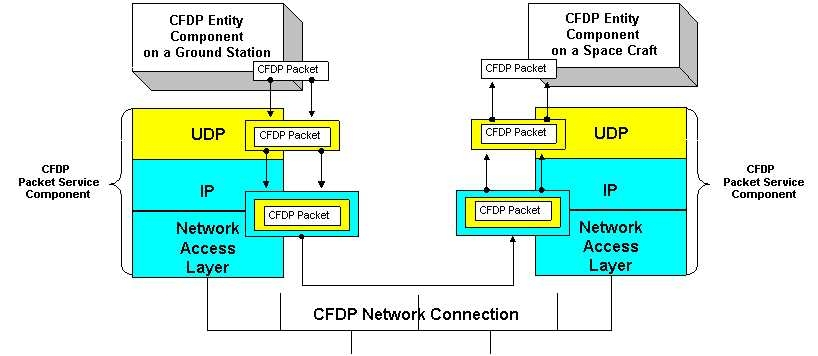 CFDP Entity
Component
on a Ground Station
CFDP Packet
CFDP Entity
Component
on a Space Craft
CFDP Packet
UDP
CFDP Packet
CFDP Packet
UDP
CFDP
Packet Service
Component
IP
CFDP Packet
CFDP Packet
IP
CFDP
Packet Service
Component
Network
Access
Layer
Network
Access
Layer
CFDP Network Connection